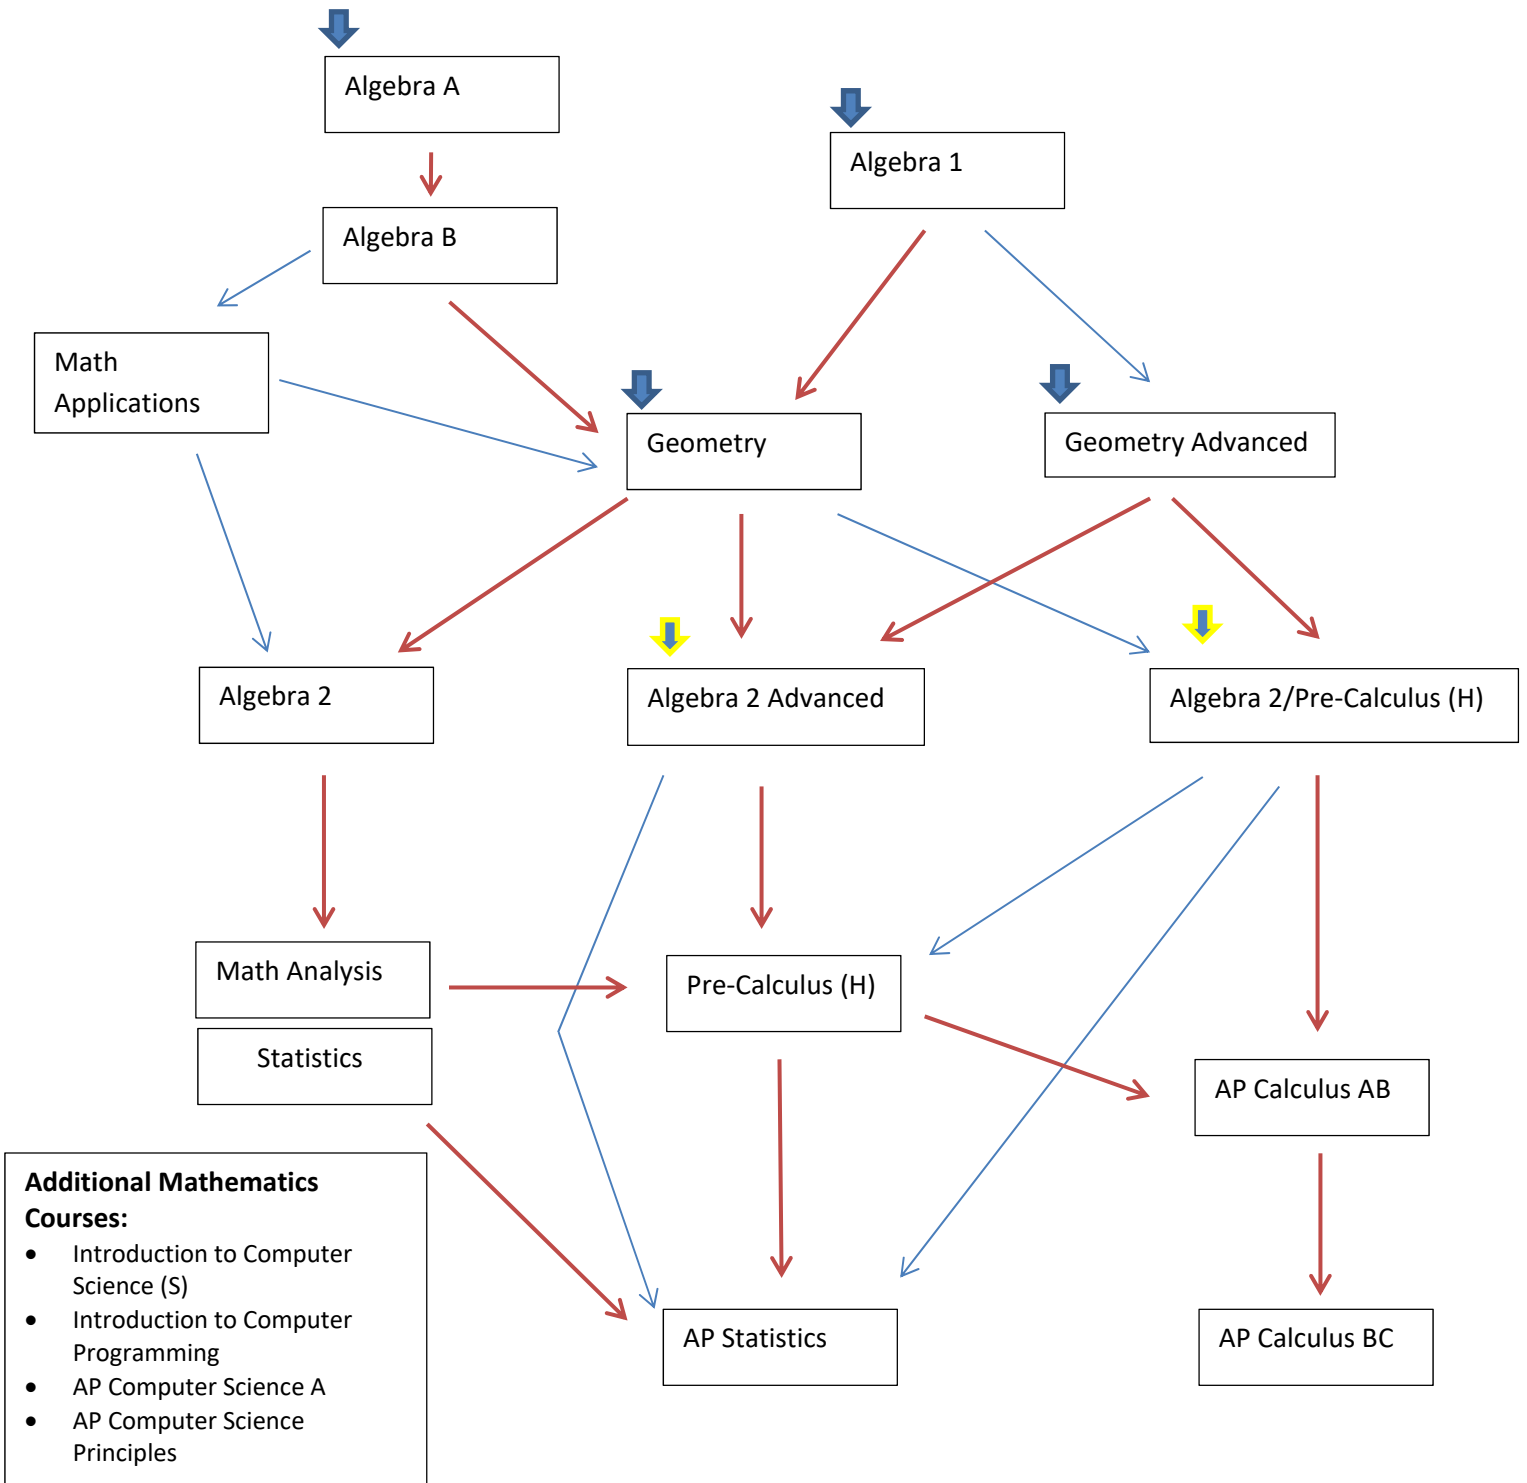 Algebra A
Algebra 1
Algebra B
Math
Applications
Geometry
Geometry Advanced
Algebra 2
Algebra 2 Advanced
Algebra 2/Pre-Calculus (H)
Math Analysis
Pre-Calculus (H)
Statistics
AP Calculus AB
Additional Mathematics
Courses:
• Introduction to Computer
Science (S)
• Introduction to Computer
Programming
• AP Computer Science A
• AP Computer Science
Principles
AP Statistics
AP Calculus BC